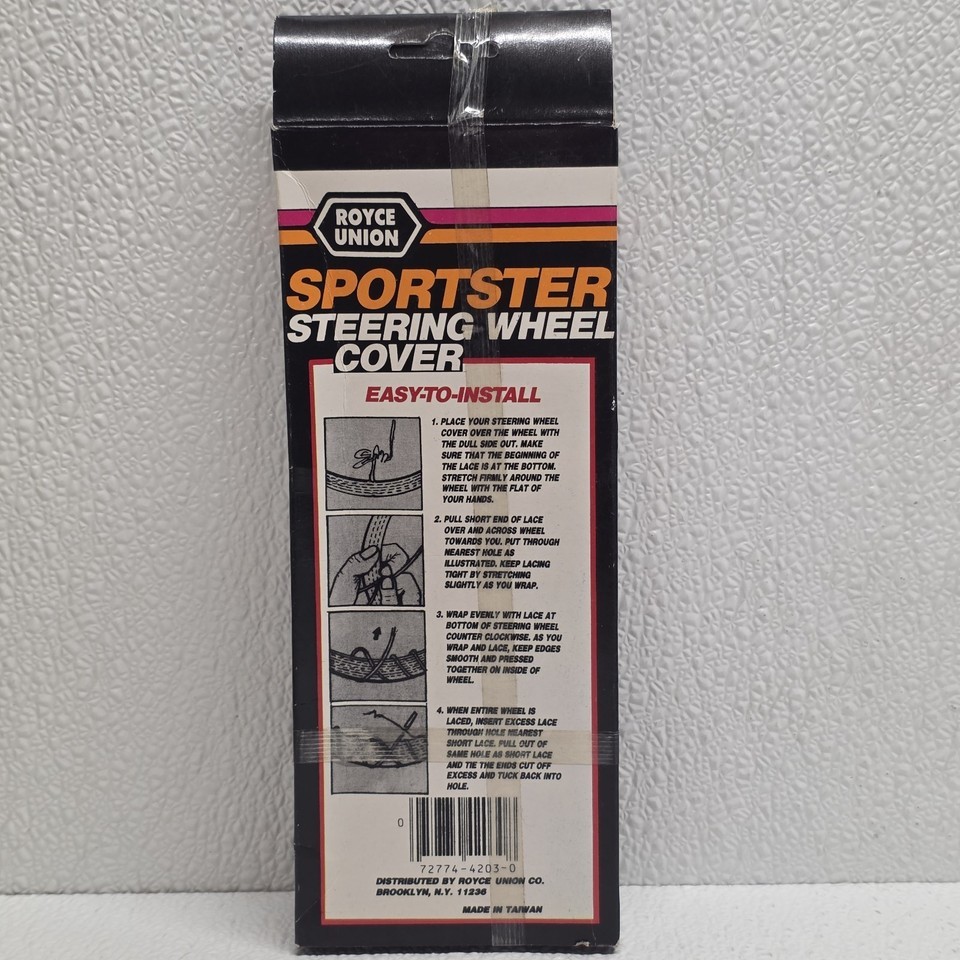 ROYCE
UNION
SPORTSTER
STEERING WHEEL
COVER
EASY-TO-INSTALL
1. PLACE YOUR STEERING WHEEL
COVER OVER THE WHEEL WITH
THE DULL SIDE OUT. MAKE
SURE THAT THE BEGINNING OF
THE LACE IS AT THE BOTTOM.
STRETCH FIRMLY AROUND THE
WHEEL WITH THE FLAT OF
YOUR HANDS.
2. PULL SHORT END OF LACE
OVER AND ACROSS WHEEL
TOWARDS YOU. PUT THROUGH
NEAREST HOLE AS
ILLUSTRATED. KEEP LACING
TIGHT BY STRETCHING
SLIGHTLY AS YOU WRAP.
3. WRAP EVENLY WITH LACE AT
BOTTOM OF STEERING WHEEL
COUNTER CLOCKWISE. AS YOU
WRAP AND LACE, KEEP EDGES
SMOOTH AND PRESSED
TOGETHER ON INSIDE OF
WHEEL.
4. WHEN ENTIRE WHEEL IS
LACED, INSERT EXCESS LACE
THROUGH HOLE NEAREST
SHORT LACE. PULL OUT OF
SAME HOLE AS SHORT LACE
AND TIE THE ENDS CUT OFF
EXCESS AND TUCK BACK INTO
HOLE.
0
72774-4203-0
DISTRIBUTED BY ROYCE UNION CO.
BROOKLYN, N.Y. 11236
MADE IN TAIWAN